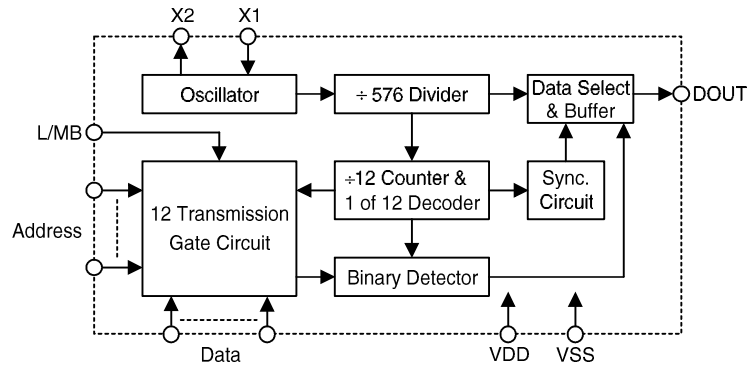 X2
X1
Oscillator
÷ 576 Divider
Data Select
& Buffer
DOUT
L/MB
12 Transmission
Gate Circuit
÷12 Counter &
1 of 12 Decoder
Sync.
Circuit
Address
Binary Detector
Data
VDD
VSS